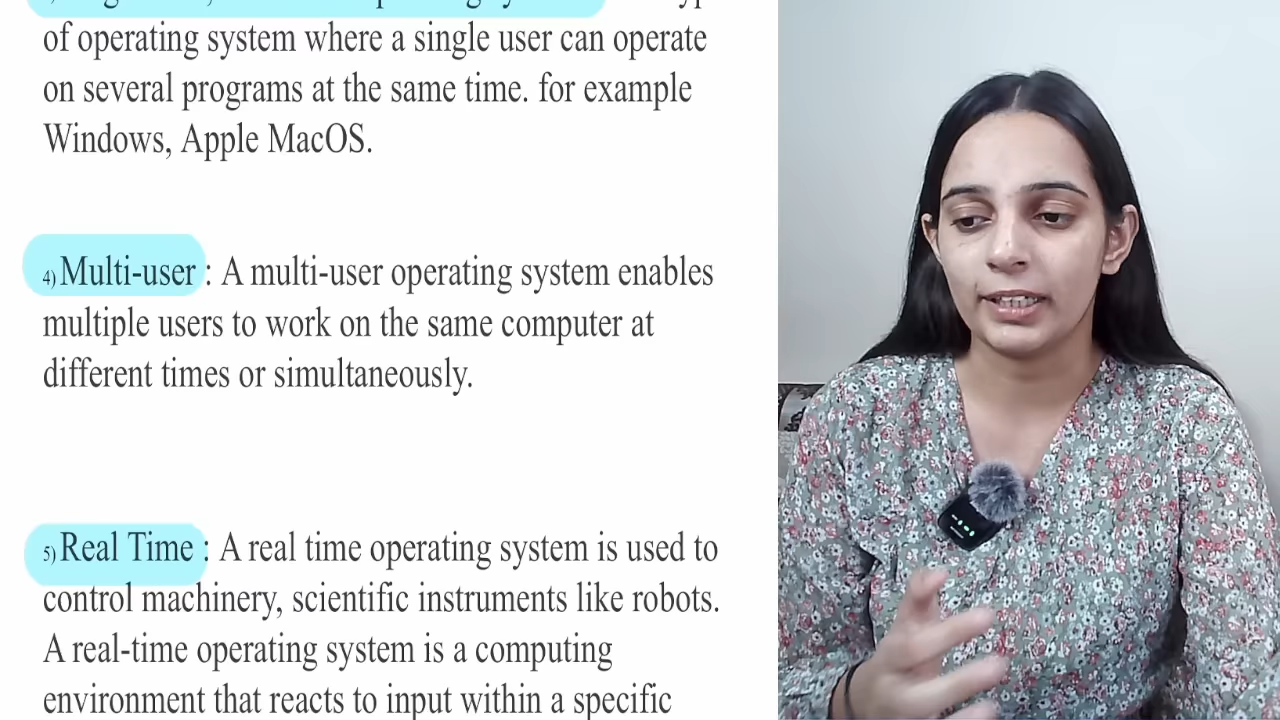 of operating system where a single user can operate
on several programs at the same time. for example
Windows, Apple MacOS.
4) Multi-user : A multi-user operating system enables
multiple users to work on the same computer at
different times or simultaneously.
5) Real Time : A real time operating system is used to
control machinery, scientific instruments like robots.
A real-time operating system is a computing
environment that reacts to input within a specific